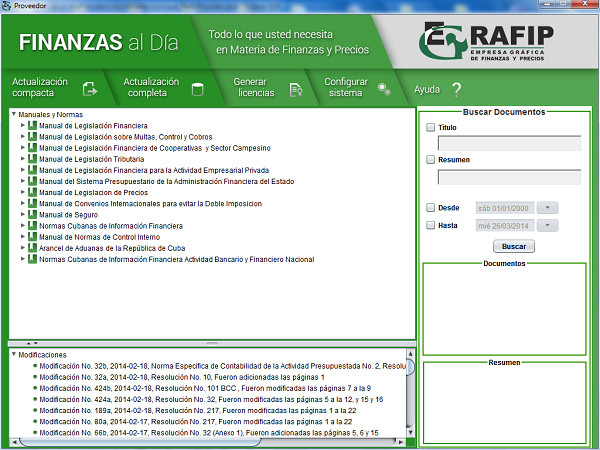 Proveedor
FINANZAS al Día
Todo lo que usted necesita
en Materia de Finanzas y Precios
EGRAFIP
EMPRESA GRÁFICA
DE FINANZAS Y PRECIOS
Actualización
compacta
Actualización
completa
Generar
licencias
Configurar
sistema
Ayuda
Manuales y Normas
Manual de Legislación Financiera
Manual de Legislación sobre Multas, Control y Cobros
Manual de Legislación Financiera de Cooperativas y Sector Campesino
Manual de Legislación Tributaria
Manual de Legislación Financiera para la Actividad Empresarial Privada
Manual del Sistema Presupuestario de la Administración Financiera del Estado
Manual de Legislacion de Precios
Manual de Convenios Internacionales para evitar la Doble Imposicion
Manual de Seguro
Normas Cubanas de Información Financiera
Manual de Normas de Control Interno
Arancel de Aduanas de la República de Cuba
Normas Cubanas de Información Financiera Actividad Bancario y Financiero Nacional
Modificaciones
Modificación No. 32b, 2014-02-18, Norma Especifica de Contabilidad de la Actividad Presupuestada No. 2, Resolu
Modificación No. 32a, 2014-02-18, Resolución No. 10, Fueron adicionadas las páginas 1
Modificación No. 424b, 2014-02-18, Resolución No. 101 BCC , Fueron modificadas las páginas 7 a la 9
Modificación No. 424a, 2014-02-18, Resolución No. 32, Fueron modificadas las páginas 5 a la 12, y 15 y 16
Modificación No. 189a, 2014-02-18, Resolución No. 217, Fueron modificadas las páginas 1 a la 22
Modificación No. 80a, 2014-02-17, Resolución No. 217, Fueron modificadas las páginas 1 a la 22
Modificación No. 66b, 2014-02-17, Resolución No. 32 (Anexo 1), Fueron adicionadas las páginas 5, 6 y 15
Buscar Documentos
Título
Resumen
Desde
sáb 01/01/2000
Hasta
mié 26/03/2014
Buscar
Documentos
Resumen